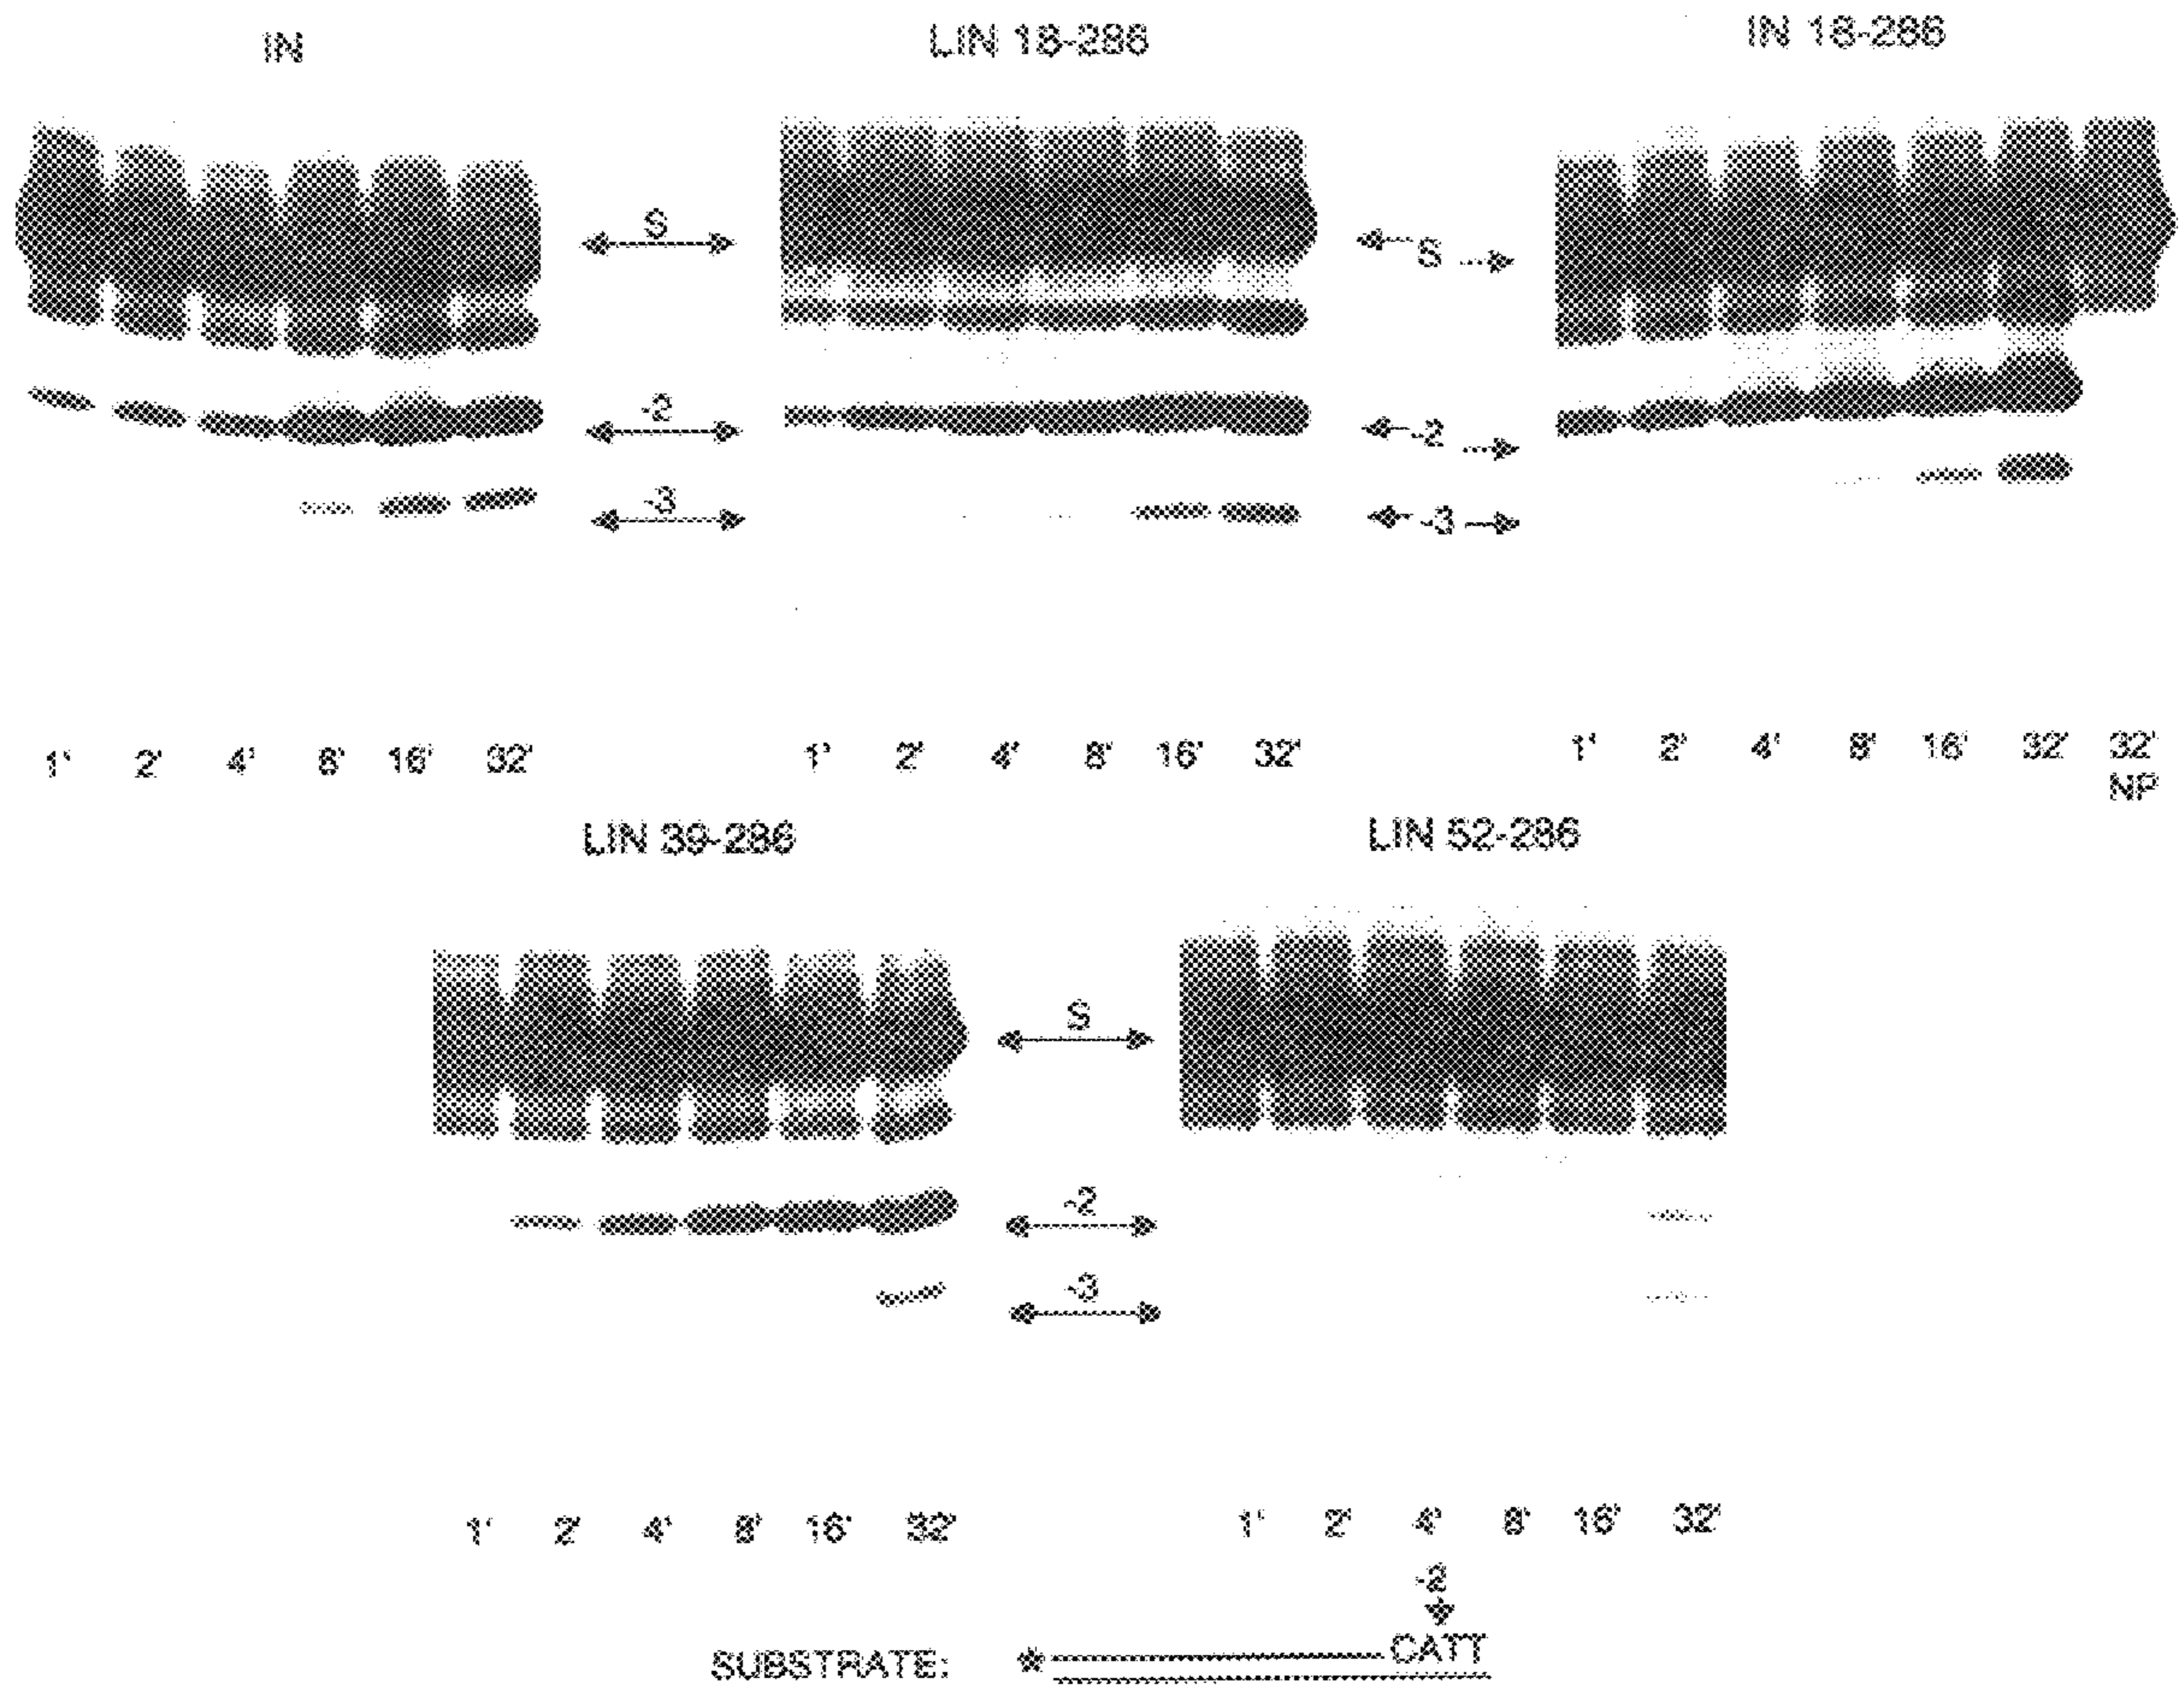 IN LIN 18-286 IN 18-286
S S
-2 -2
-3 -3
1' 2' 4' 8' 16' 32' 1' 2' 4' 8' 16' 32' 1' 2' 4' 8' 16' 32' 32'
NP
LIN 39-286 LIN 52-286
S
-2
-3
1' 2' 4' 8' 16' 32' 1' 2' 4' 8' 16' 32'
-2
SUBSTRATE: * CATT